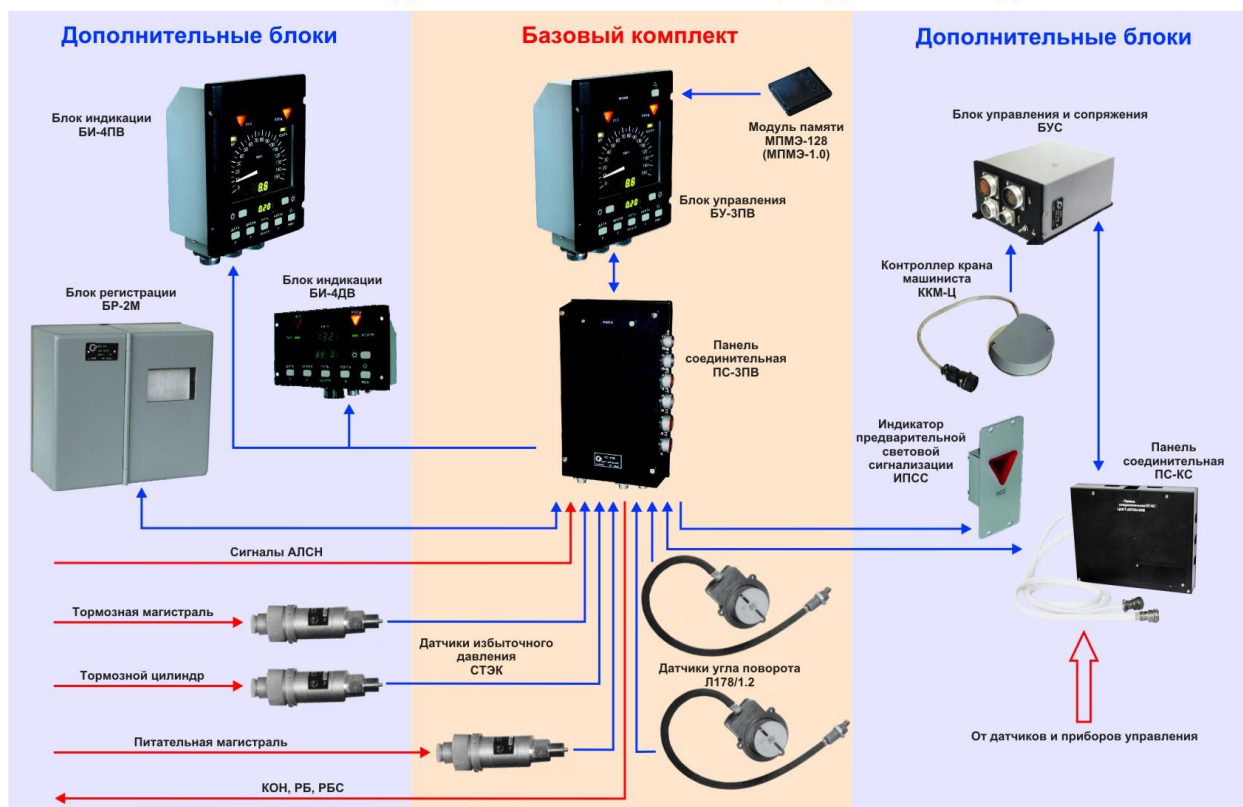 Дополнительные блоки
Базовый комплект
Дополнительные блоки
Блок индикации
БИ-4ПВ
Модуль памяти
МПМЭ-128
(МПМЭ-1.0)
Блок управления и сопряжения
БУС
Блок управления
БУ-3ПВ
Блок регистрации
БР-2М
Блок индикации
БИ-4ДВ
Контроллер крана
машиниста
ККМ-Ц
Панель
соединительная
ПС-3ПВ
Индикатор
предварительной
световой
сигнализации
ИПСС
Панель
соединительная
ПС-КС
Сигналы АЛСН
Тормозная магистраль
Датчики избыточного
давления
СТЭК
Тормозной цилиндр
Датчики угла поворота
Л178/1.2
Питательная магистраль
От датчиков и приборов управления
КОН, РБ, РБС